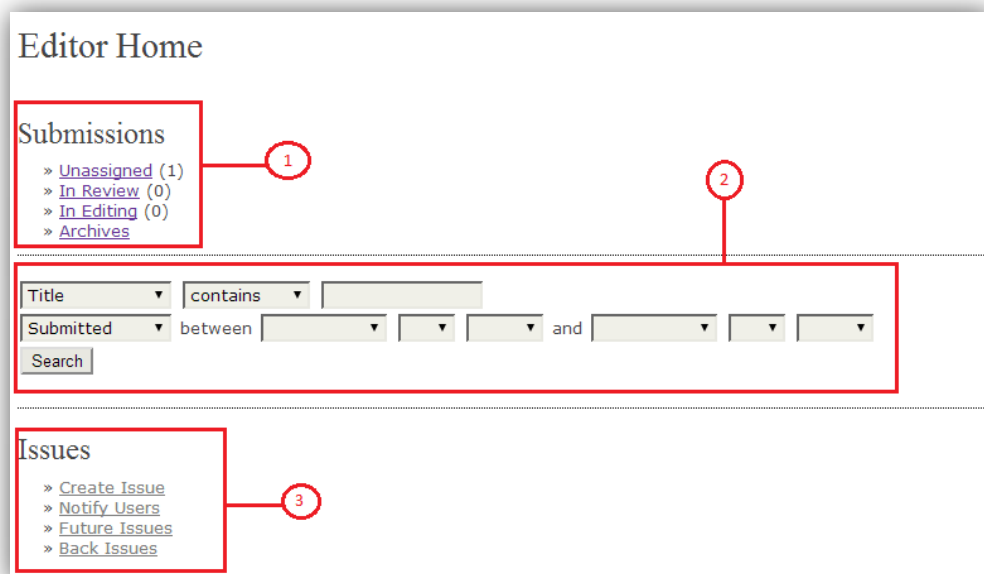 Editor Home
Submissions
1
» Unassigned (1)
» In Review (0)
» In Editing (0)
» Archives
2
Title contains
Submitted between and
Search
Issues
» Create Issue
» Notify Users
3
» Future Issues
» Back Issues